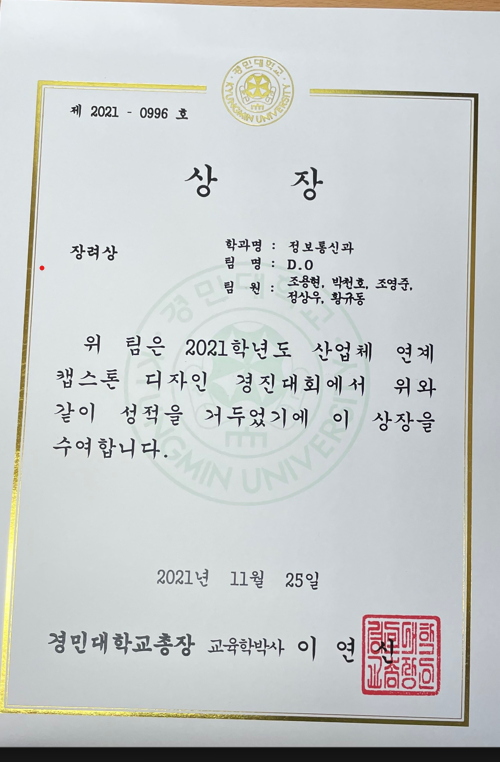 경민대학교
KYUNGMIN UNIVERSITY
제 2021 - 0996 호
상 장
장려상
학과명 : 정보통신과
팀 명 : D.O
팀 원 : 조용현, 박천호, 조영준,
정상우, 황규동
위 팀은 2021학년도 산업체 연계
캡스톤 디자인 경진대회에서 위와
같이 성적을 거두었기에 이 상장을
수여합니다.
경민대학교
KYUNGMIN UNIVERSITY
2021년 11월 25일
경민대학교총장 교육학박사 이 연